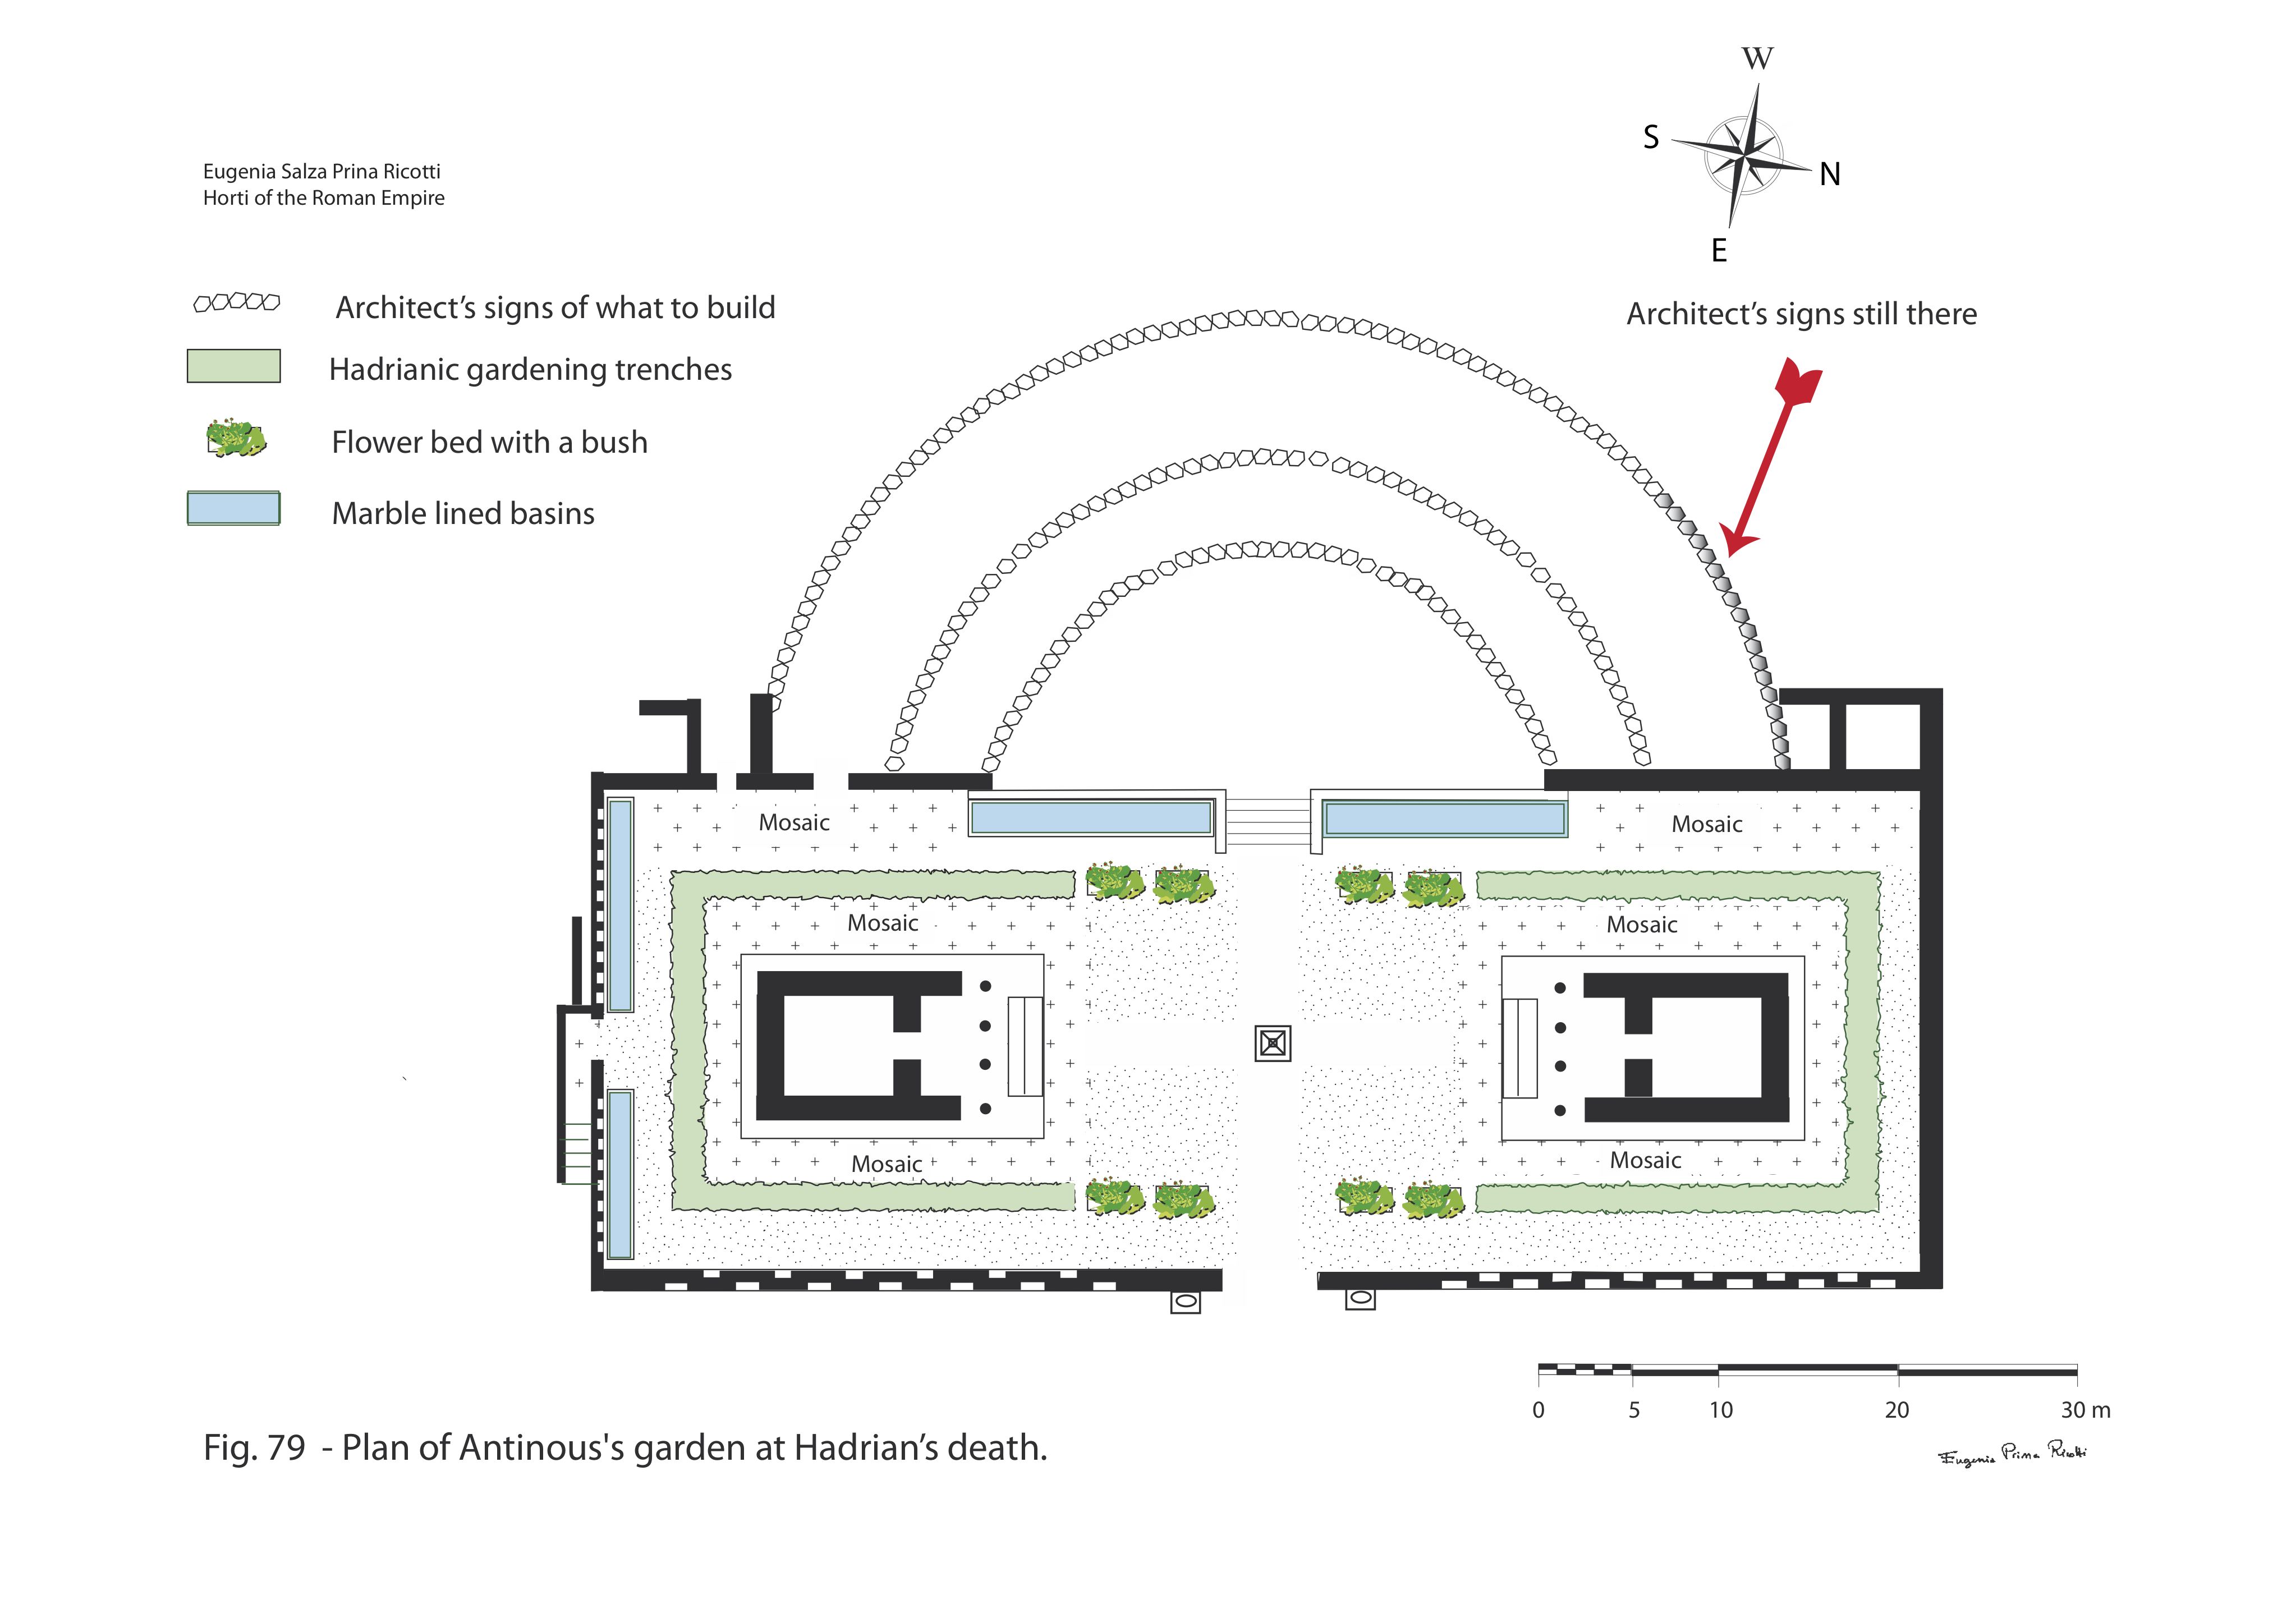 W
S
N
E
Eugenia Salza Prina Ricotti
Horti of the Roman Empire
Architect’s signs of what to build
Architect’s signs still there
Hadrianic gardening trenches
Flower bed with a bush
Marble lined basins
Mosaic
Mosaic
Mosaic
Mosaic
Mosaic
Mosaic
0 5 10 20 30 m
Fig. 79 - Plan of Antinous's garden at Hadrian’s death.
Eugenia Prina Ricotti